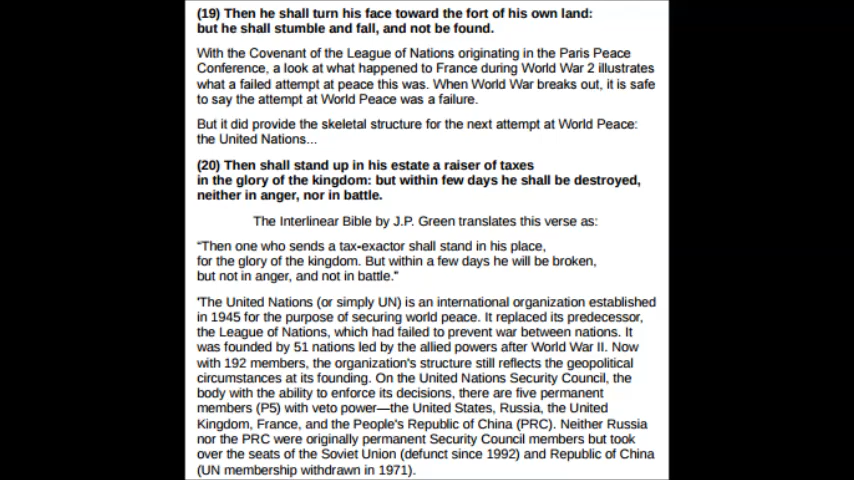 (19) Then he shall turn his face toward the fort of his own land:
but he shall stumble and fall, and not be found.
With the Covenant of the League of Nations originating in the Paris Peace
Conference, a look at what happened to France during World War 2 illustrates
what a failed attempt at peace this was. When World War breaks out, it is safe
to say the attempt at World Peace was a failure.
But it did provide the skeletal structure for the next attempt at World Peace:
the United Nations...
(20) Then shall stand up in his estate a raiser of taxes
in the glory of the kingdom: but within few days he shall be destroyed,
neither in anger, nor in battle.
The Interlinear Bible by J.P. Green translates this verse as:
“Then one who sends a tax-exactor shall stand in his place,
for the glory of the kingdom. But within a few days he will be broken,
but not in anger, and not in battle.”
'The United Nations (or simply UN) is an international organization established
in 1945 for the purpose of securing world peace. It replaced its predecessor,
the League of Nations, which had failed to prevent war between nations. It
was founded by 51 nations led by the allied powers after World War II. Now
with 192 members, the organization's structure still reflects the geopolitical
circumstances at its founding. On the United Nations Security Council, the
body with the ability to enforce its decisions, there are five permanent
members (P5) with veto power—the United States, Russia, the United
Kingdom, France, and the People's Republic of China (PRC). Neither Russia
nor the PRC were originally permanent Security Council members but took
over the seats of the Soviet Union (defunct since 1992) and Republic of China
(UN membership withdrawn in 1971).